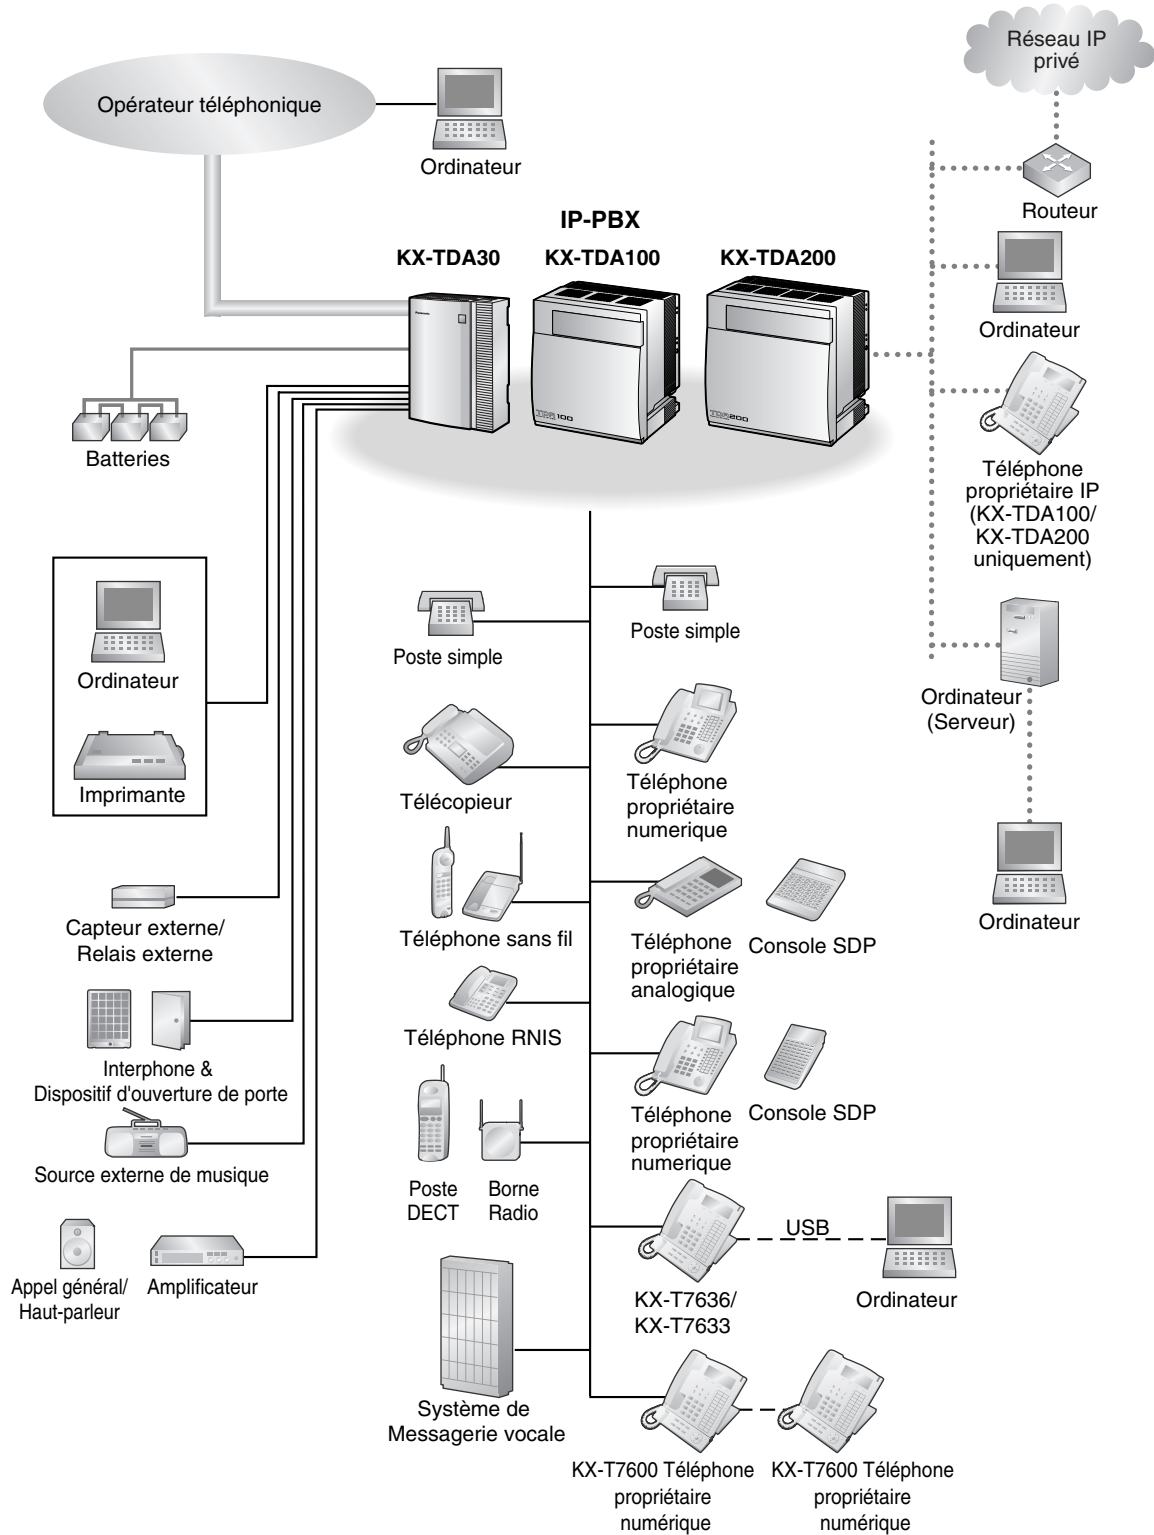 Réseau IP
privé
Opérateur téléphonique
Ordinateur
Routeur
IP-PBX
KX-TDA30
KX-TDA100
KX-TDA200
Panasonic
TDA 100
TDA 200
Ordinateur
Batteries
Téléphone
propriétaire IP
(KX-TDA100/
KX-TDA200
uniquement)
Ordinateur
Imprimante
Poste simple
Poste simple
Ordinateur
(Serveur)
Télécopieur
Téléphone
propriétaire
numerique
Capteur externe/
Relais externe
Téléphone sans fil
Téléphone
propriétaire
analogique
Console SDP
Ordinateur
Téléphone RNIS
Interphone &
Dispositif d'ouverture de porte
Téléphone
propriétaire
numerique
Console SDP
Source externe de musique
Poste
DECT
Borne
Radio
USB
Appel général/
Haut-parleur
Amplificateur
KX-T7636/
KX-T7633
Ordinateur
Système de
Messagerie vocale
KX-T7600 Téléphone
propriétaire
numérique
KX-T7600 Téléphone
propriétaire
numérique